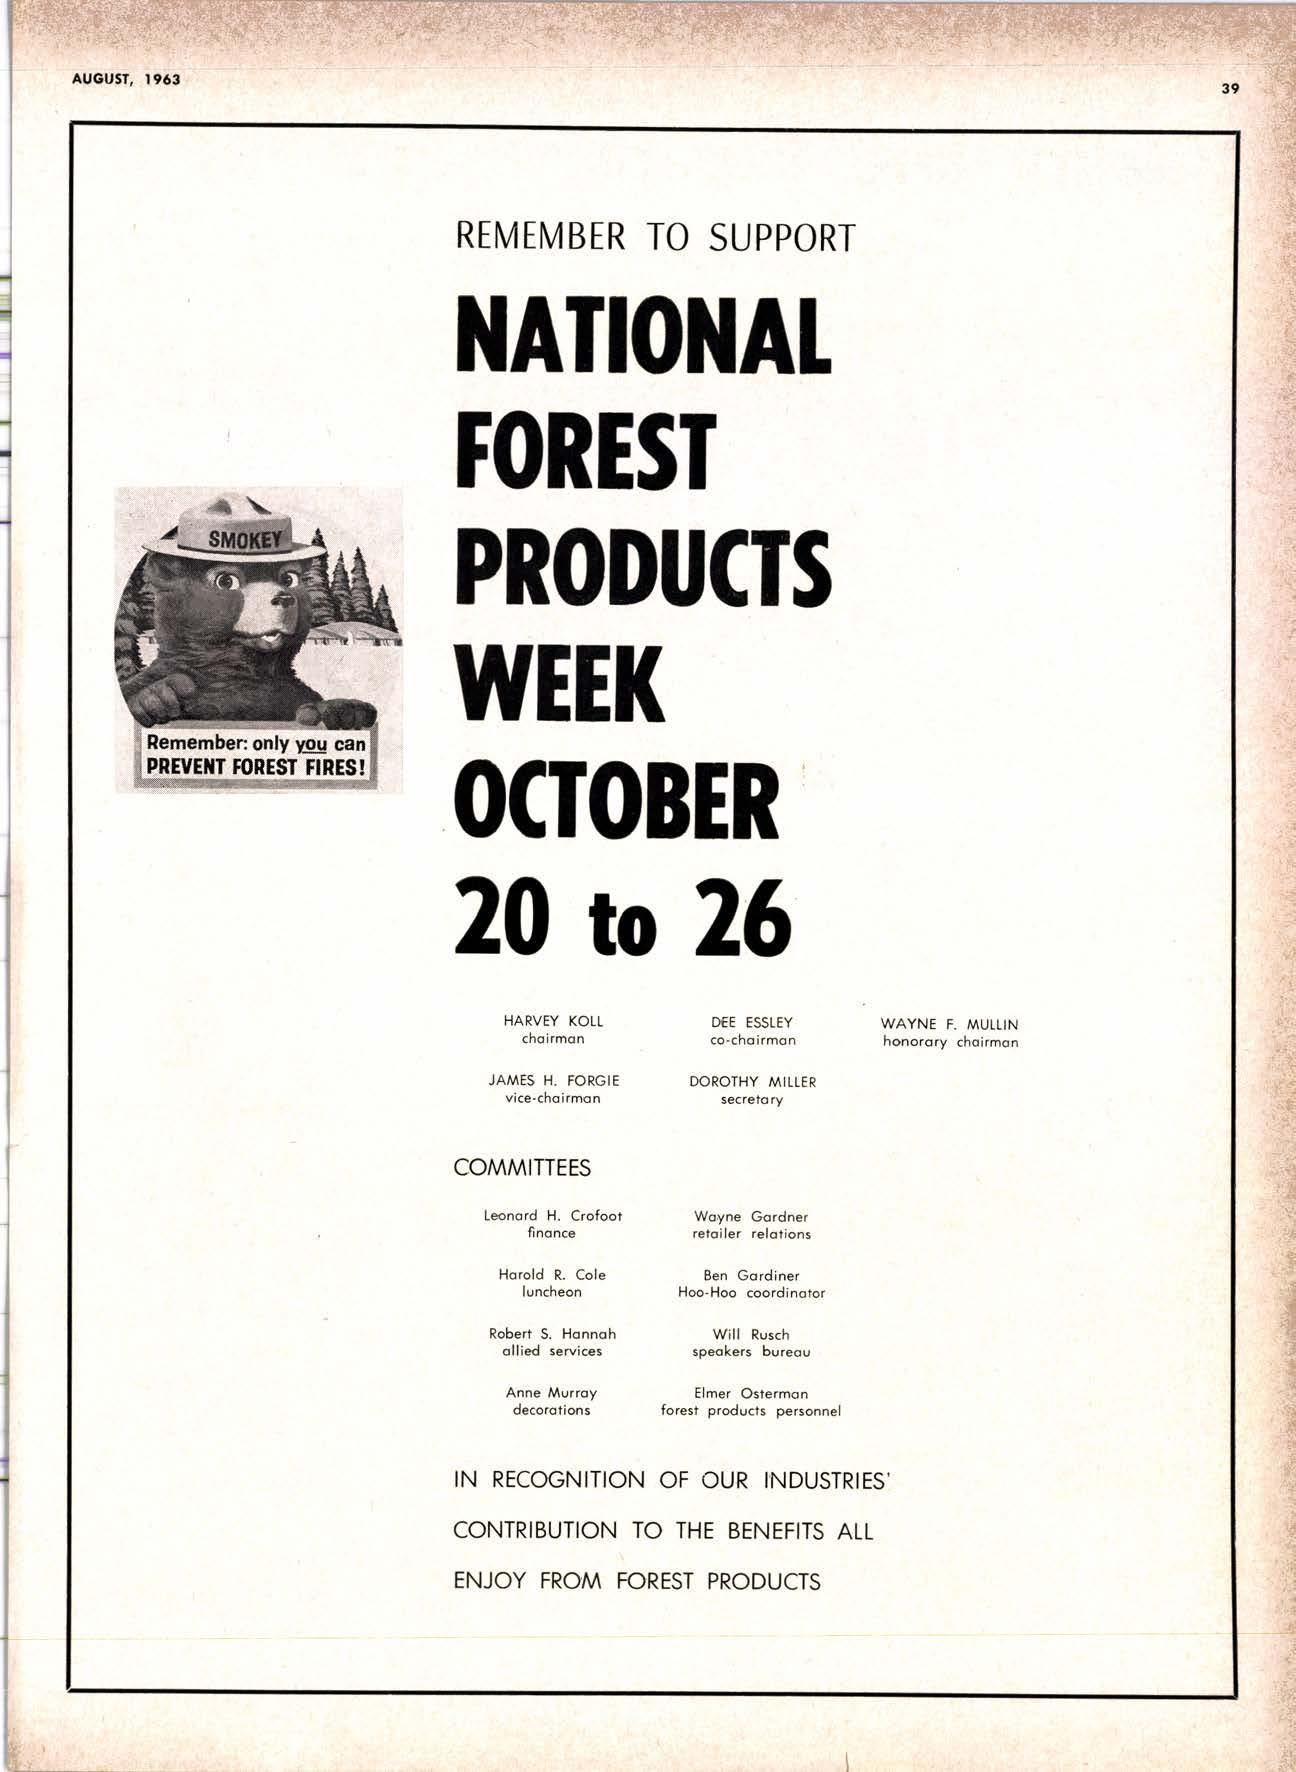 AUGUST, 1963
39
REMEMBER TO SUPPORT
NATIONAL
FOREST
PRODUCTS
WEEK
OCTOBER
20 to 26
SMOKEY
Remember: only you can
PREVENT FOREST FIRES!
HARVEY KOLL
chairman
DEE ESSLEY
co-chairman
WAYNE F. MULLIN
honorary chairman
JAMES H. FORGIE
vice-chairman
DOROTHY MILLER
secretary
COMMITTEES
Leonard H. Crofoot
finance
Wayne Gardner
retailer relations
Harold R. Cole
luncheon
Ben Gardiner
Hoo-Hoo coordinator
Robert S. Hannah
allied services
Will Rusch
speakers bureau
Anne Murray
decorations
Elmer Osterman
forest products personnel
IN RECOGNITION OF OUR INDUSTRIES'
CONTRIBUTION TO THE BENEFITS ALL
ENJOY FROM FOREST PRODUCTS